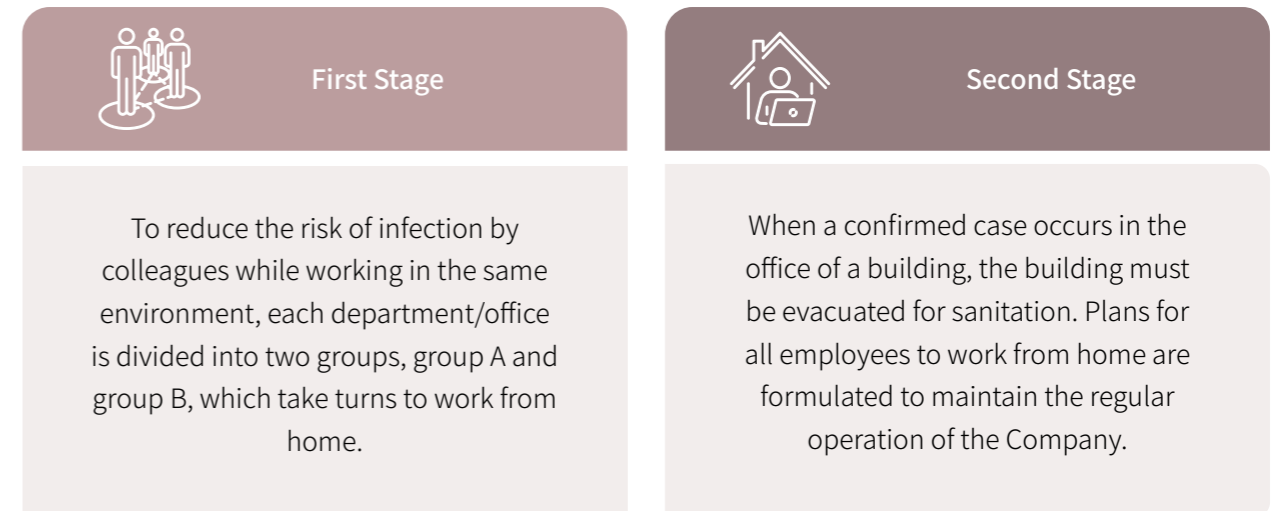 First Stage
To reduce the risk of infection by
colleagues while working in the same
environment, each department/office
is divided into two groups, group A and
group B, which take turns to work from
home.
Second Stage
When a confirmed case occurs in the
office of a building, the building must
be evacuated for sanitation. Plans for
all employees to work from home are
formulated to maintain the regular
operation of the Company.